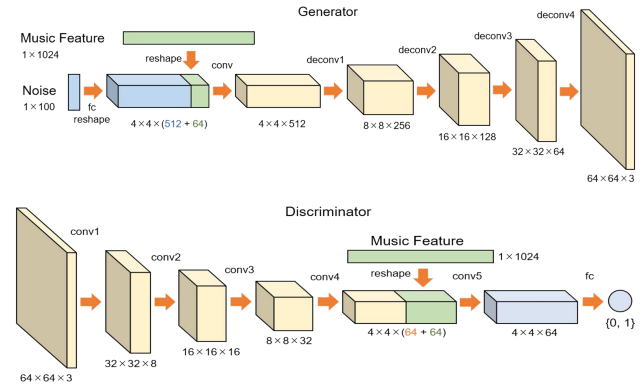 Generator
Music Feature
1×1024
reshape
conv
Noise
1×100
fc
reshape
4×4×(512 + 64)
4×4×512
deconv1
8×8×256
deconv2
16×16×128
deconv3
32×32×64
deconv4
64×64×3
Discriminator
conv1
64×64×3
conv2
32×32×8
conv3
16×16×16
conv4
8×8×32
Music Feature
1×1024
reshape
conv5
4×4×(64 + 64)
4×4×64
fc
{0, 1}